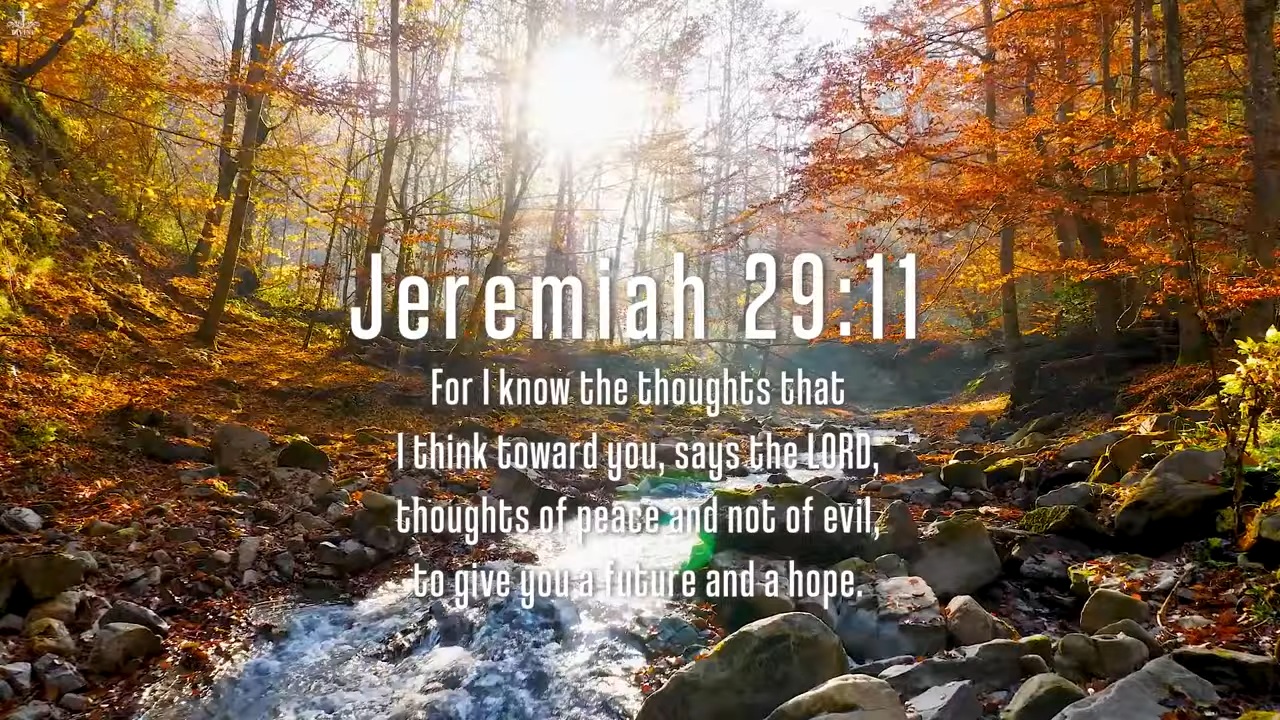 Jeremiah 29:11
For I know the thoughts that
I think toward you, says the LORD,
thoughts of peace and not of evil,
to give you a future and a hope.